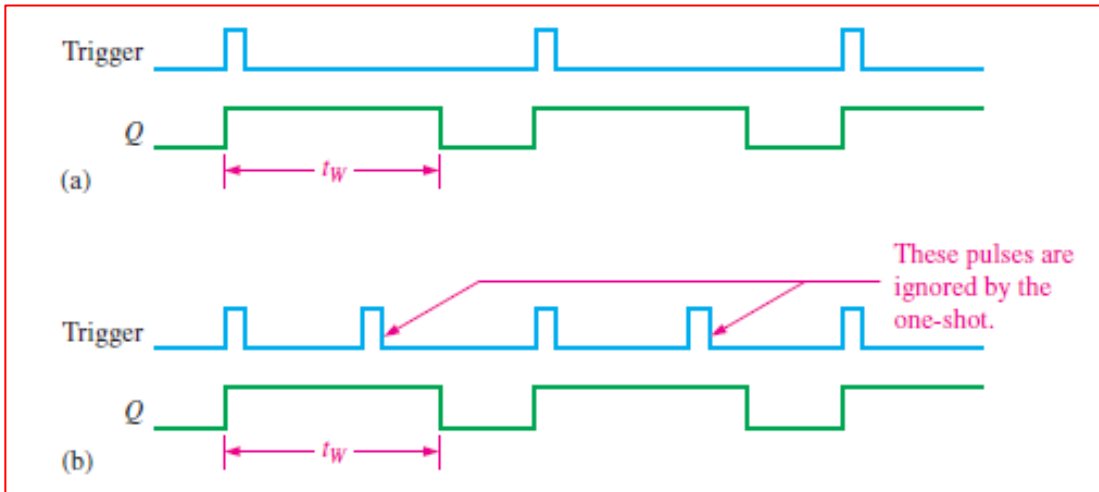 Trigger
Q
tW
(a)
These pulses are
ignored by the
one-shot.
Trigger
Q
tW
(b)